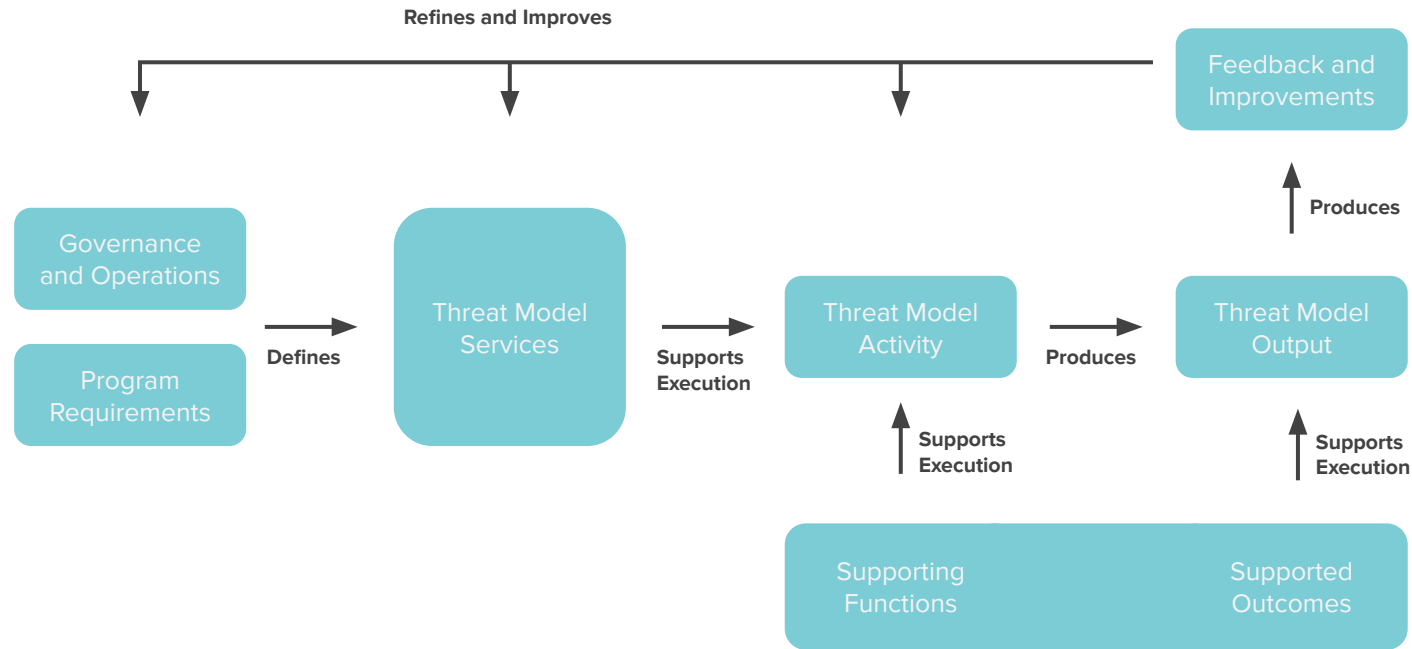 Refines and Improves
Feedback and
Improvements
Produces
Governance
and Operations
Program
Requirements
Defines
Threat Model
Services
Supports
Execution
Threat Model
Activity
Produces
Threat Model
Output
Supports
Execution
Supports
Execution
Supporting
Functions
Supported
Outcomes